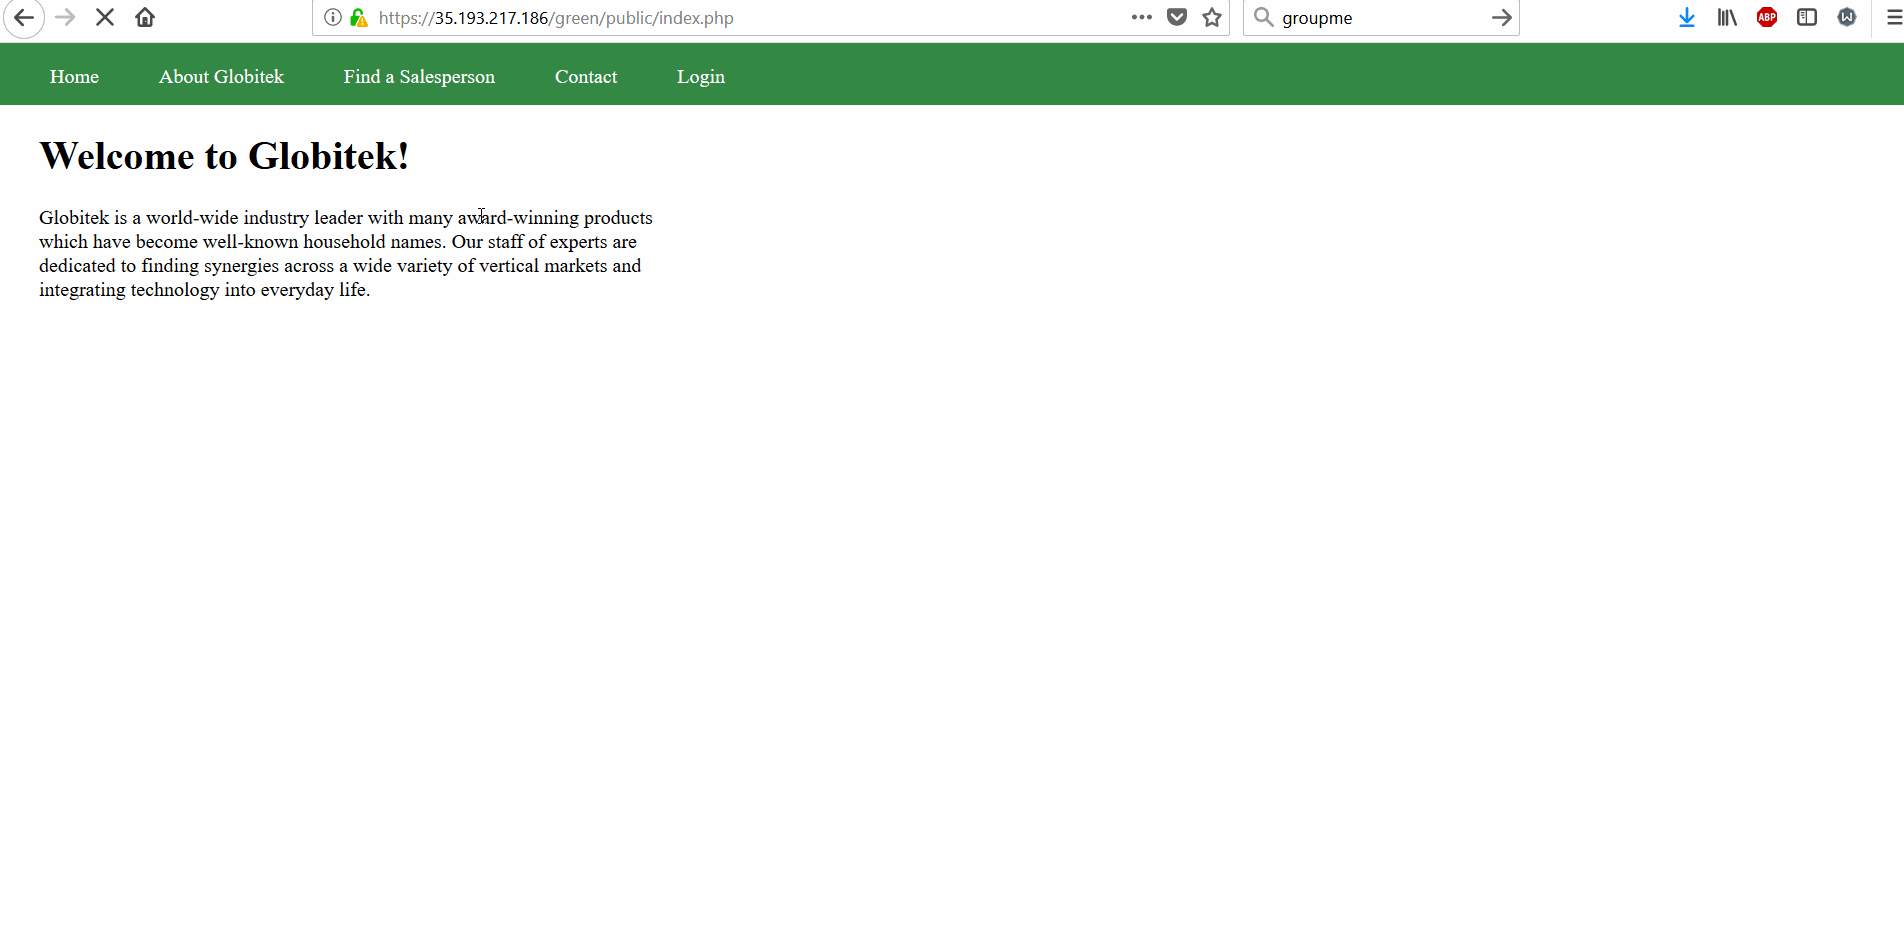 https://35.193.217.186/green/public/index.php
groupme
ABP
W
Home About Globitek Find a Salesperson Contact Login
Welcome to Globitek!
Globitek is a world-wide industry leader with many award-winning products
which have become well-known household names. Our staff of experts are
dedicated to finding synergies across a wide variety of vertical markets and
integrating technology into everyday life.